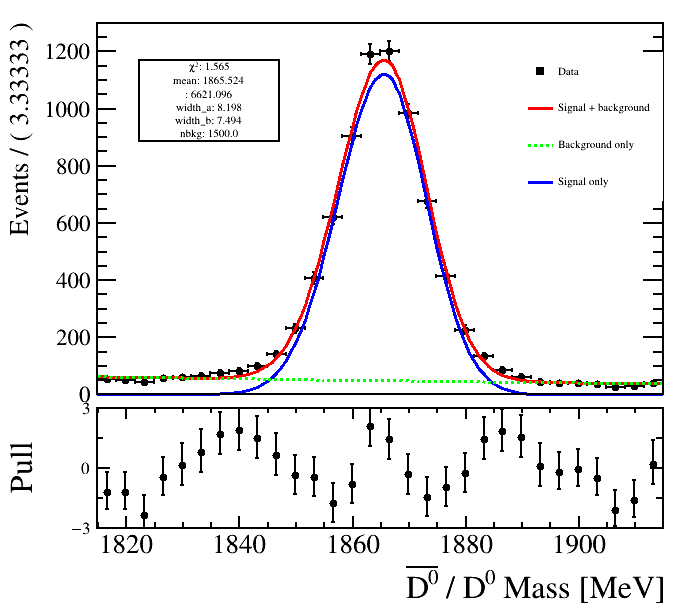 Events / ( 3.33333 )
1200
1000
800
600
400
200
0
χ²: 1.565
mean: 1865.524
: 6621.096
width_a: 8.198
width_b: 7.494
nbkg: 1500.0
Data
Signal + background
Background only
Signal only
Pull
3
0
−3
1820 1840 1860 1880 1900
D⁰ / D⁰ Mass [MeV]